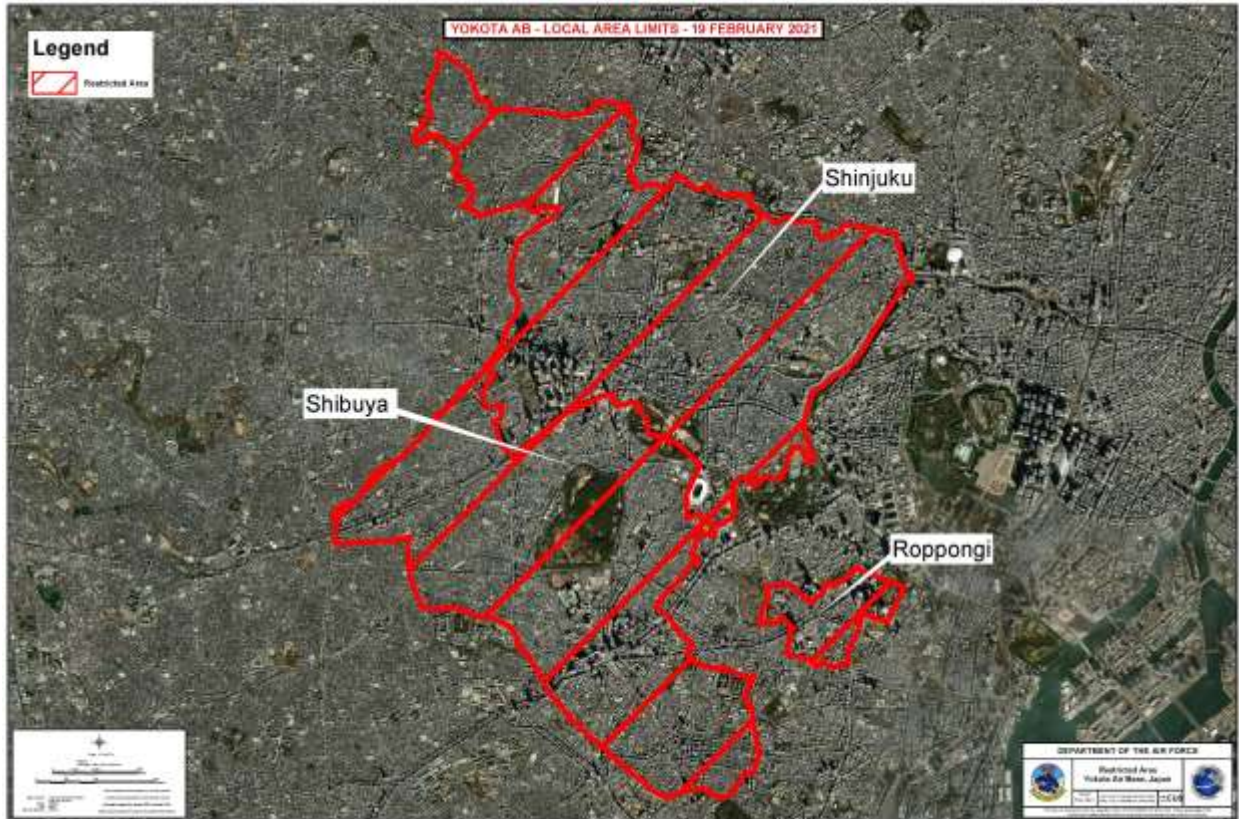 YOKOTA AB - LOCAL AREA LIMITS - 19 FEBRUARY 2021
Legend
Restricted Area
Shinjuku
Shibuya
Roppongi
DEPARTMENT OF THE AIR FORCE
Restricted Area
Yokota Air Base, Japan